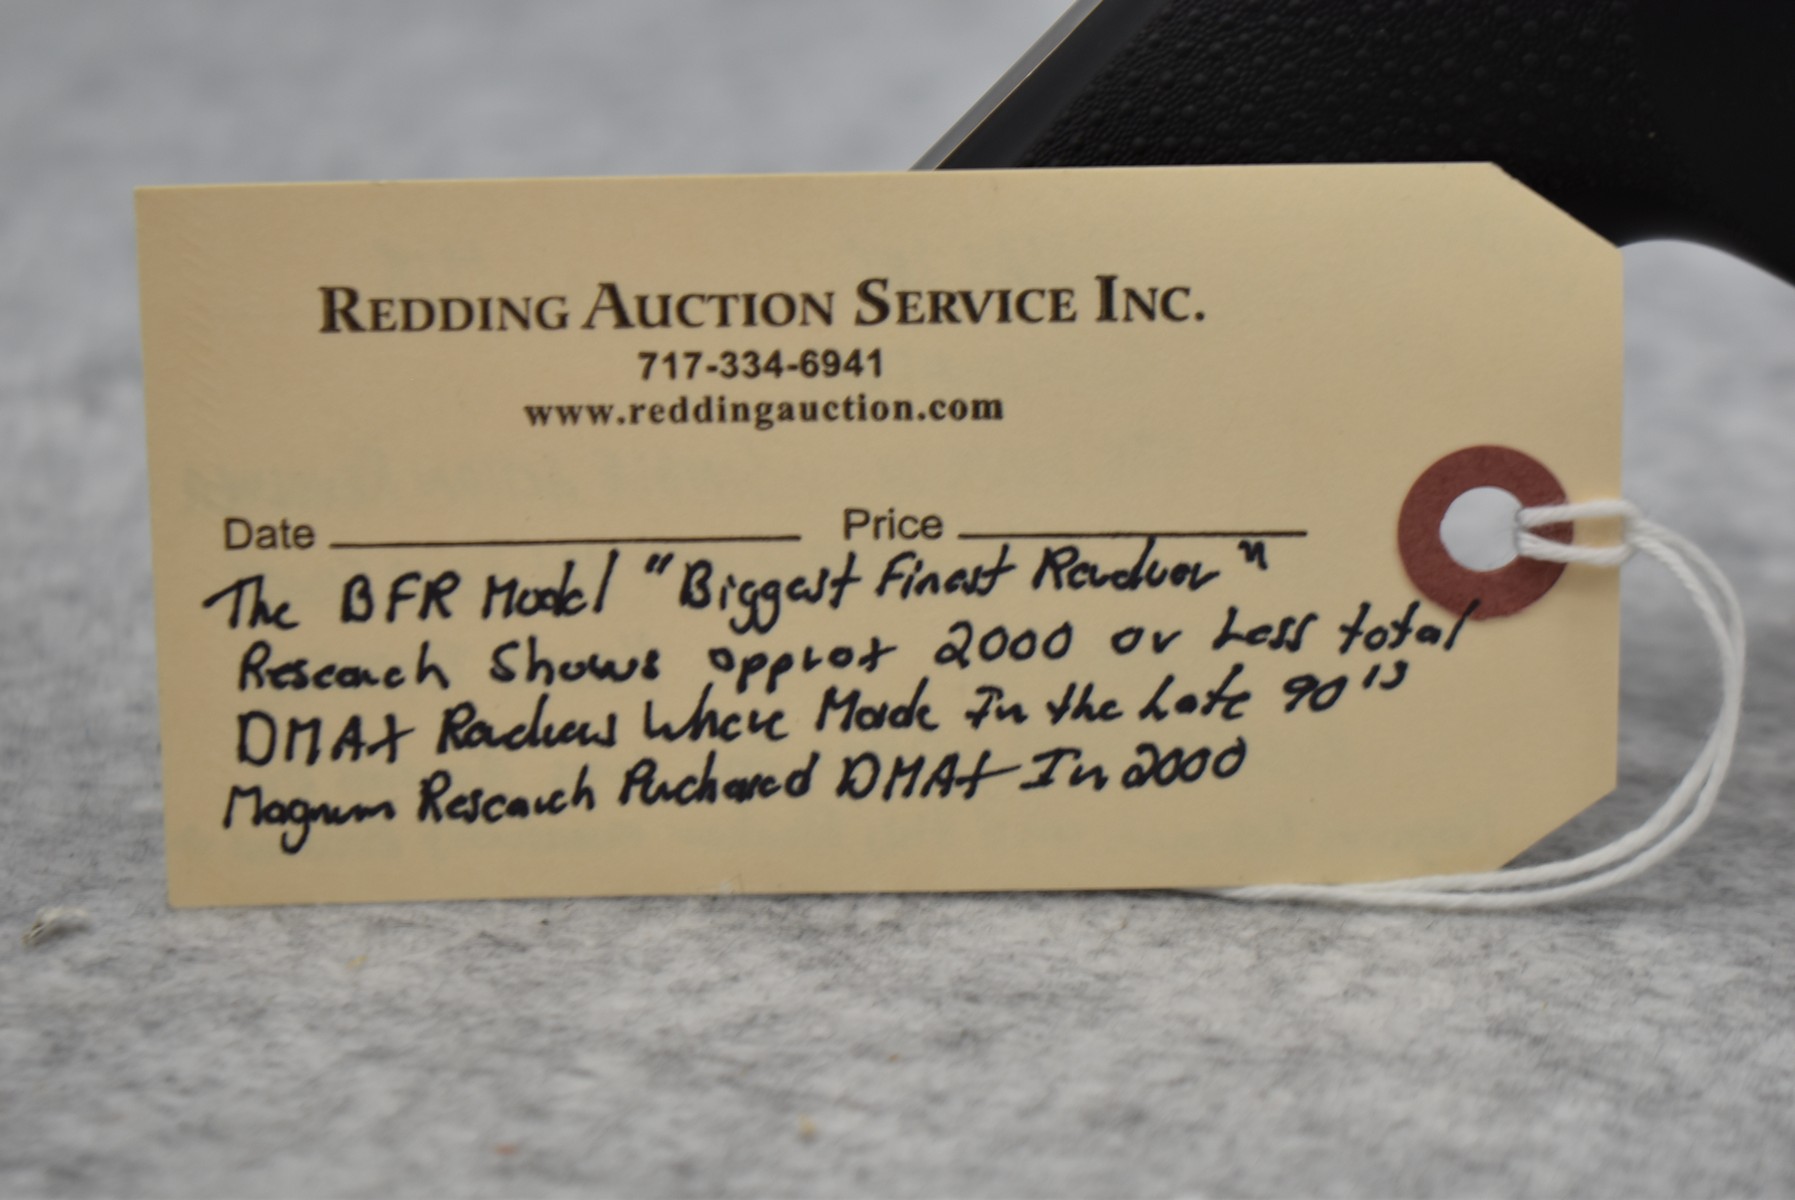 REDDING AUCTION SERVICE INC.
717-334-6941
www.reddingauction.com
Date Price
The BFR Model "Biggest Finest Revolver"
Research Shows approx 2000 or Less total
DMAX Revolvers Where Made In the Late 90's
Magnum Research Purchased DMAX In 2000